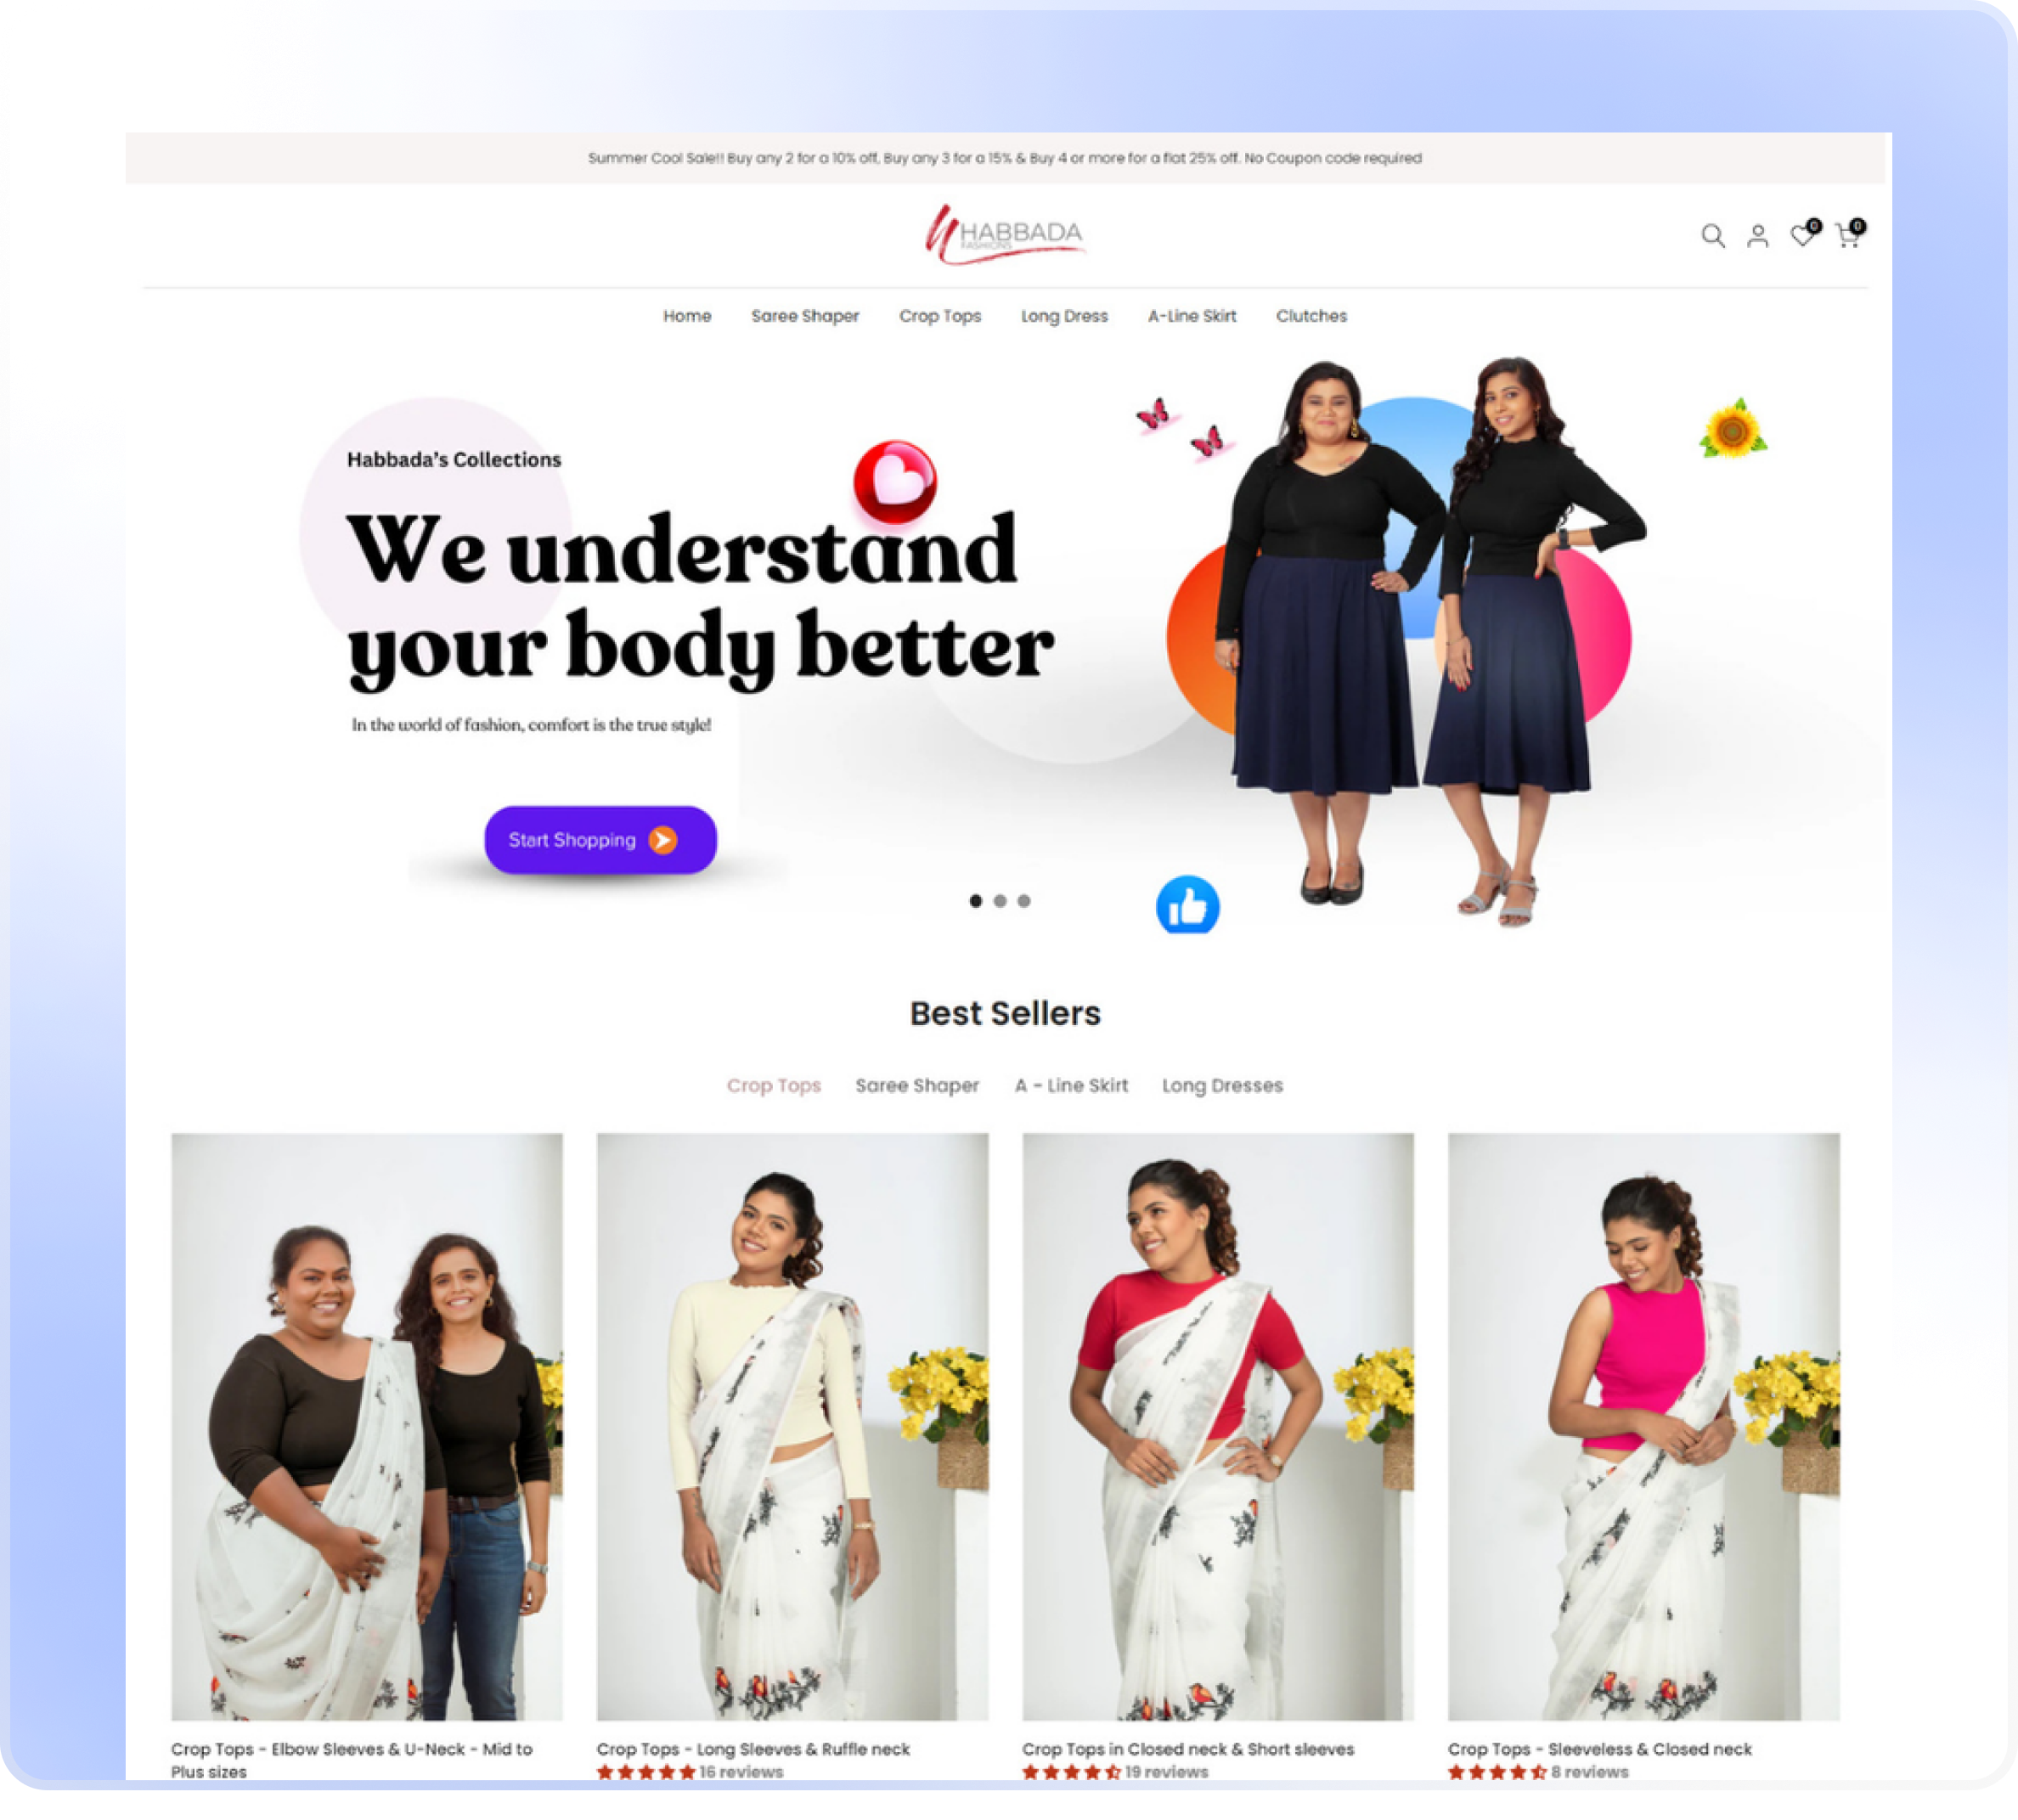 Summer Cool Sale!! Buy any 2 for a 10% off, Buy any 3 for a 15% & Buy 4 or more for a flat 25% off. No Coupon code required
HABBADA
FASHIONS
0
0
Home Saree Shaper Crop Tops Long Dress A-Line Skirt Clutches
Habbada's Collections
We understand
your body better
In the world of fashion, comfort is the true style!
Start Shopping
Best Sellers
Crop Tops Saree Shaper A - Line Skirt Long Dresses
Crop Tops - Elbow Sleeves & U-Neck - Mid to
Plus sizes
Crop Tops - Long Sleeves & Ruffle neck
16 reviews
Crop Tops in Closed neck & Short sleeves
19 reviews
Crop Tops - Sleeveless & Closed neck
8 reviews